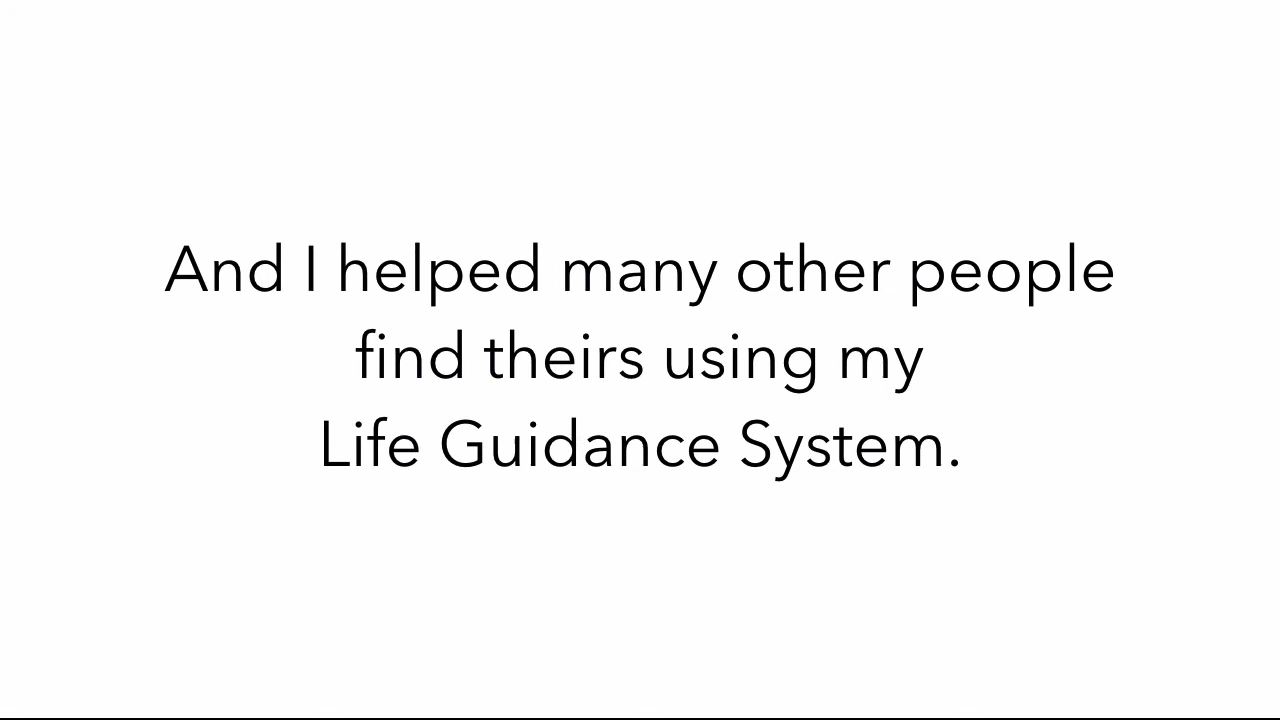 And I helped many other people
find theirs using my
Life Guidance System.